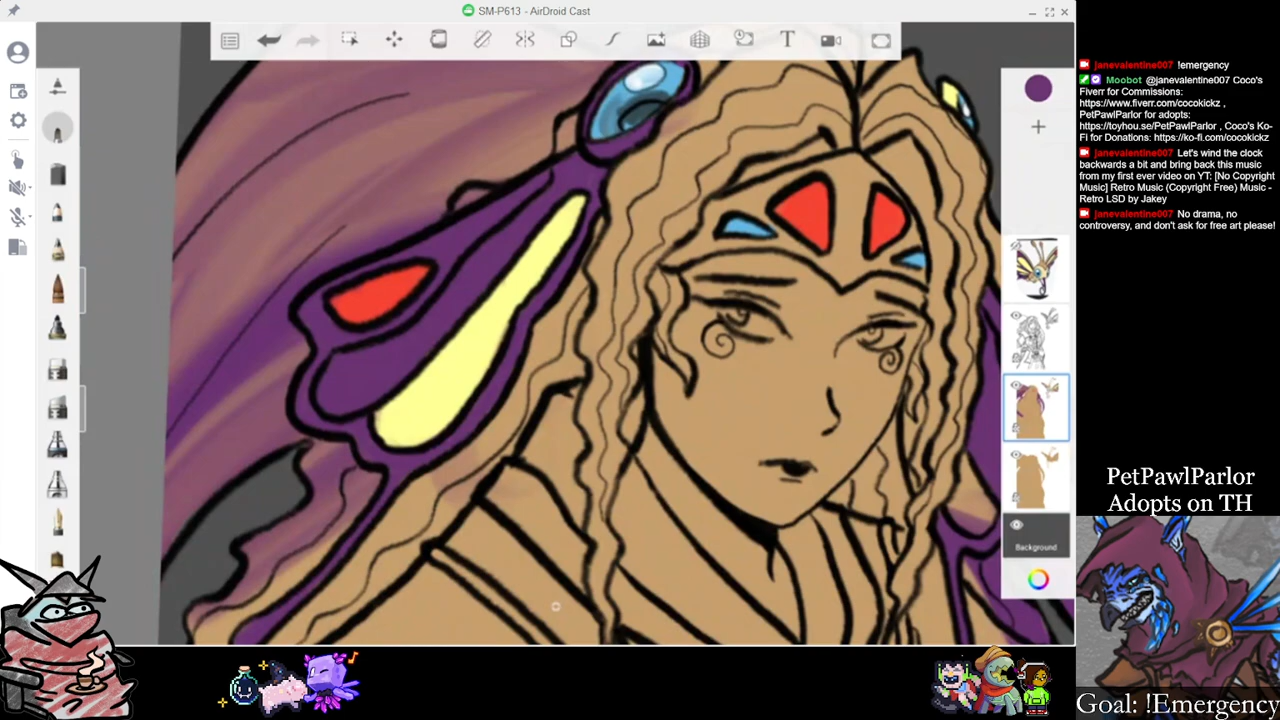 SM-P613 - AirDroid Cast
T
Background
janevalentine007 !emergency
Moobot @janevalentine007 Coco's
Fiverr for Commissions:
https://www.fiverr.com/cocokickz ,
PetPawlParlor for adopts:
https://toyhou.se/PetPawlParlor , Coco's Ko-
Fi for Donations: https://ko-fi.com/cocokickz
janevalentine007 Let's wind the clock
backwards a bit and bring back this music
from my first ever video on YT: [No Copyright
Music] Retro Music (Copyright Free) Music -
Retro LSD by Jakey
janevalentine007 No drama, no
controversy, and don't ask for free art please!
PetPawlParlor
Adopts on TH
Goal: !Emergency